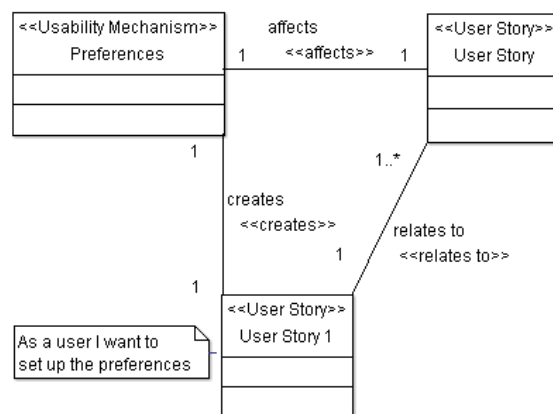 <<Usability Mechanism>>
Preferences
affects
<<affects>>
1
1
<<User Story>>
User Story
1
1..*
creates
<<creates>>
relates to
<<relates to>>
1
1
<<User Story>>
User Story 1
As a user I want to
set up the preferences